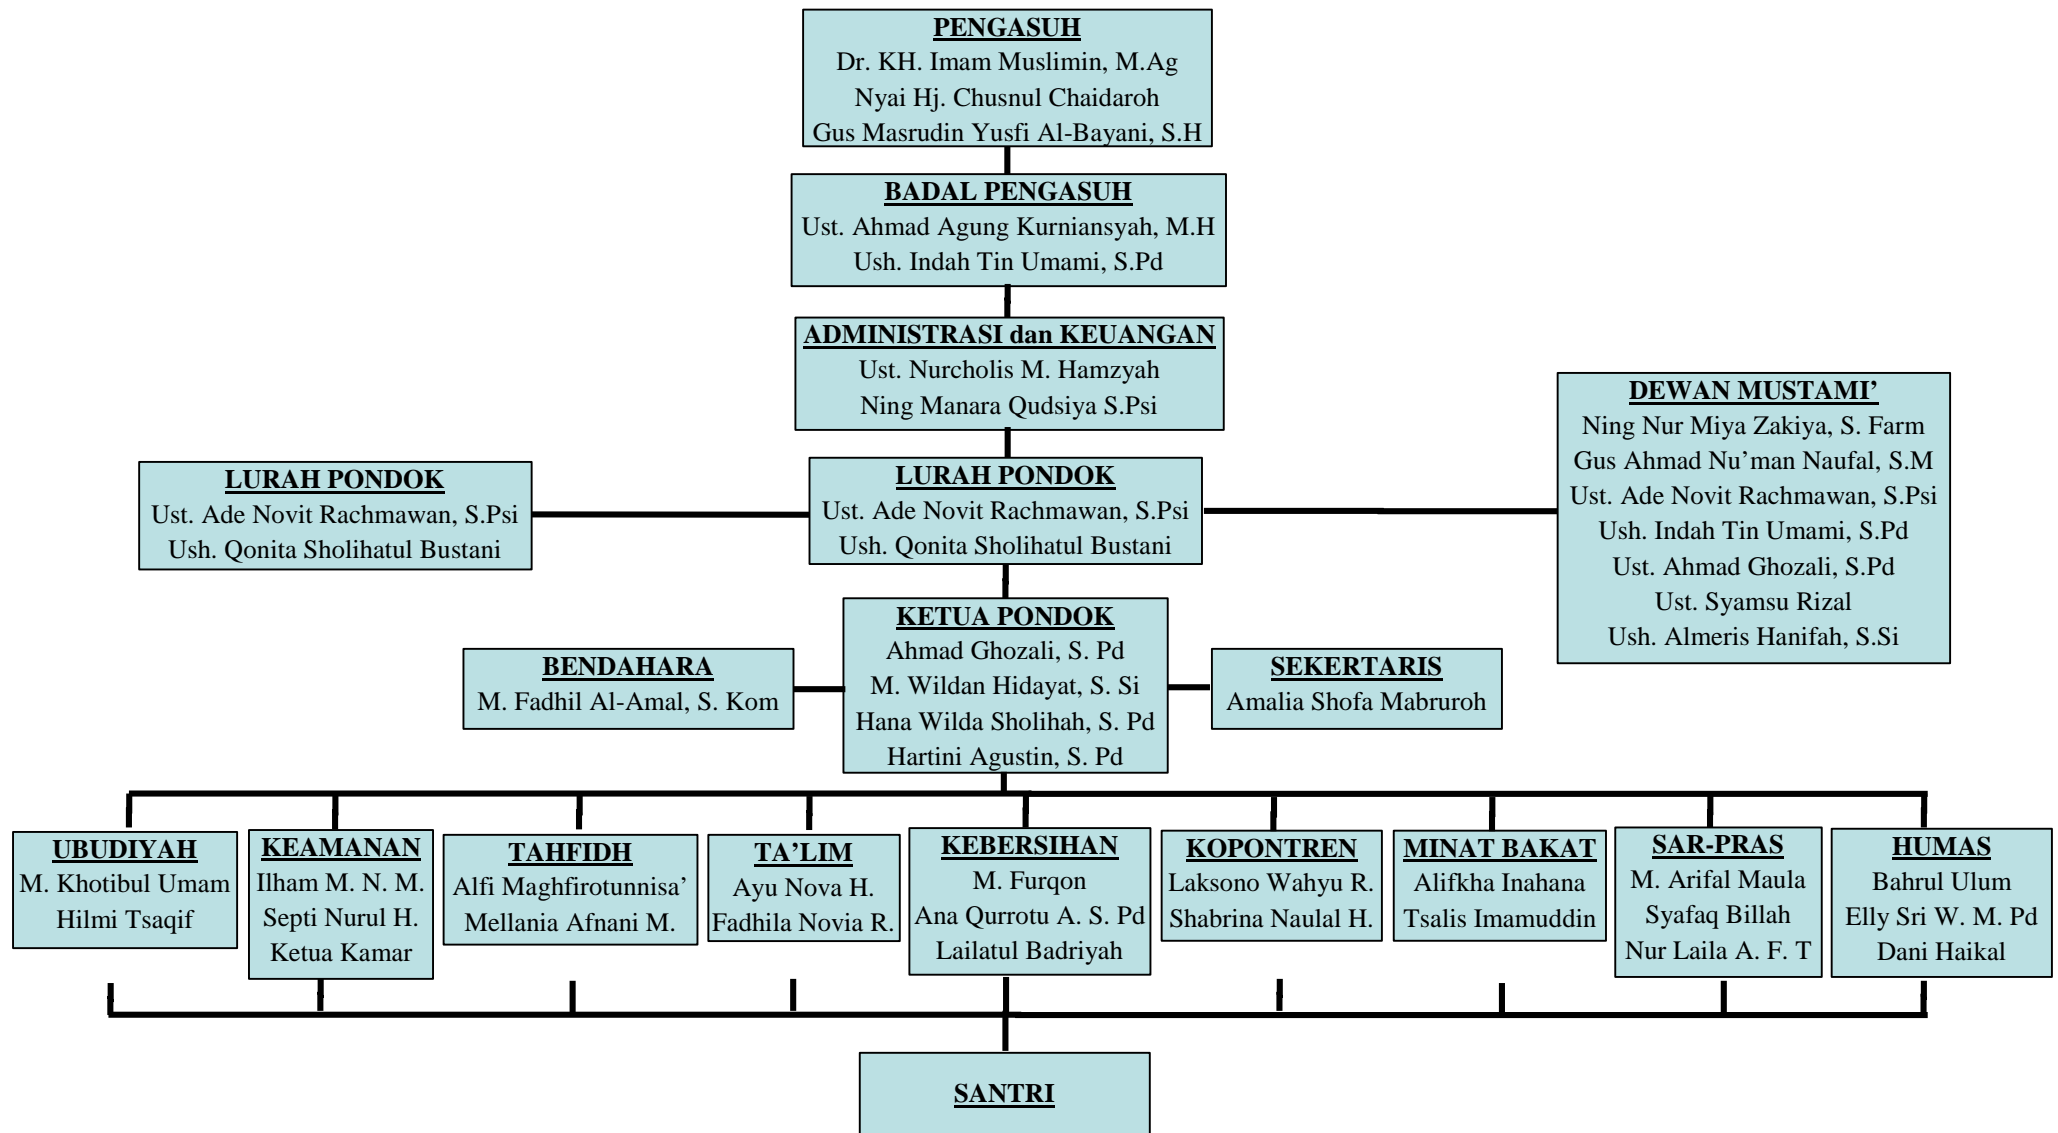 PENGASUH
Dr. KH. Imam Muslimin, M.Ag
Nyai Hj. Chusnul Chaidaroh
Gus Masrudin Yusfi Al-Bayani, S.H
BADAL PENGASUH
Ust. Ahmad Agung Kurniansyah, M.H
Ush. Indah Tin Umami, S.Pd
ADMINISTRASI dan KEUANGAN
Ust. Nurcholis M. Hamzyah
Ning Manara Qudsiya S.Psi
LURAH PONDOK
Ust. Ade Novit Rachmawan, S.Psi
Ush. Qonita Sholihatul Bustani
LURAH PONDOK
Ust. Ade Novit Rachmawan, S.Psi
Ush. Qonita Sholihatul Bustani
DEWAN MUSTAMI’
Ning Nur Miya Zakiya, S. Farm
Gus Ahmad Nu’man Naufal, S.M
Ust. Ade Novit Rachmawan, S.Psi
Ush. Indah Tin Umami, S.Pd
Ust. Ahmad Ghozali, S.Pd
Ust. Syamsu Rizal
Ush. Almeris Hanifah, S.Si
BENDAHARA
M. Fadhil Al-Amal, S. Kom
KETUA PONDOK
Ahmad Ghozali, S. Pd
M. Wildan Hidayat, S. Si
Hana Wilda Sholihah, S. Pd
Hartini Agustin, S. Pd
SEKERTARIS
Amalia Shofa Mabruroh
UBUDIYAH
M. Khotibul Umam
Hilmi Tsaqif
KEAMANAN
Ilham M. N. M.
Septi Nurul H.
Ketua Kamar
TAHFIDH
Alfi Maghfirotunnisa’
Mellania Afnani M.
TA’LIM
Ayu Nova H.
Fadhila Novia R.
KEBERSIHAN
M. Furqon
Ana Qurrotu A. S. Pd
Lailatul Badriyah
KOPONTREN
Laksono Wahyu R.
Shabrina Naulal H.
MINAT BAKAT
Alifkha Inahana
Tsalis Imamuddin
SAR-PRAS
M. Arifal Maula
Syafaq Billah
Nur Laila A. F. T
HUMAS
Bahrul Ulum
Elly Sri W. M. Pd
Dani Haikal
SANTRI